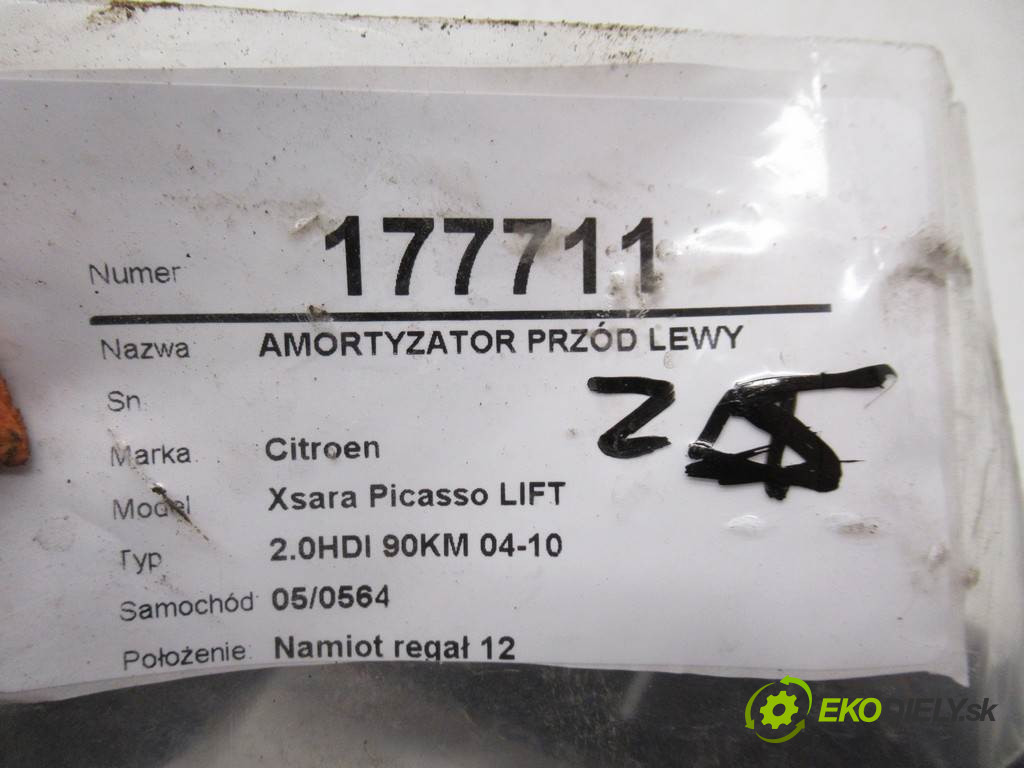 Numer 177711
Nazwa AMORTYZATOR PRZÓD LEWY
Sn
Marka Citroen
Model Xsara Picasso LIFT
Typ 2.0HDI 90KM 04-10
Samochód 05/0564
Położenie: Namiot regał 12
EKODIELY.sk